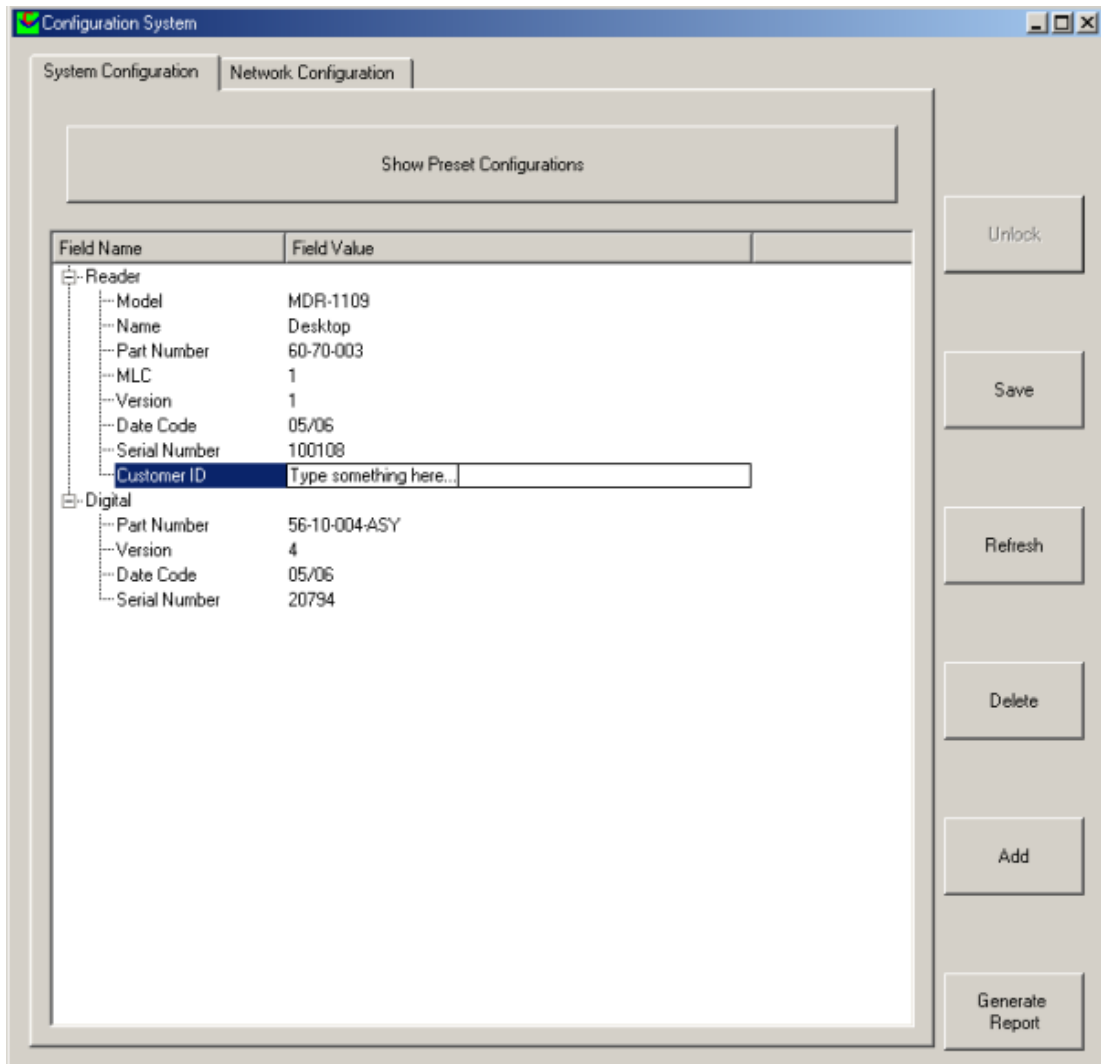 Configuration System
System Configuration Network Configuration
Show Preset Configurations
Field Name Field Value
Reader
Model MDR-1109
Name Desktop
Part Number 60-70-003
MLC 1
Version 1
Date Code 05/06
Serial Number 100108
Customer ID Type something here...
Digital
Part Number 56-10-004-ASY
Version 4
Date Code 05/06
Serial Number 20794
Unlock
Save
Refresh
Delete
Add
Generate
Report